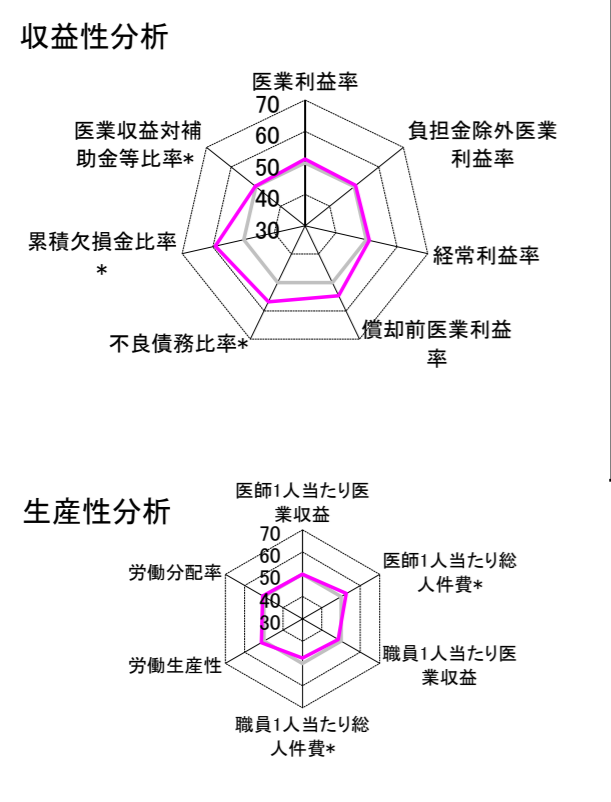 収益性分析
医業利益率
70
60
50
40
30
負担金除外医業
利益率
経常利益率
償却前医業利益
率
不良債務比率*
累積欠損金比率
*
医業収益対補
助金等比率*
生産性分析
医師1人当たり医
業収益
70
60
50
40
30
医師1人当たり総
人件費*
職員1人当たり医
業収益
職員1人当たり総
人件費*
労働生産性
労働分配率